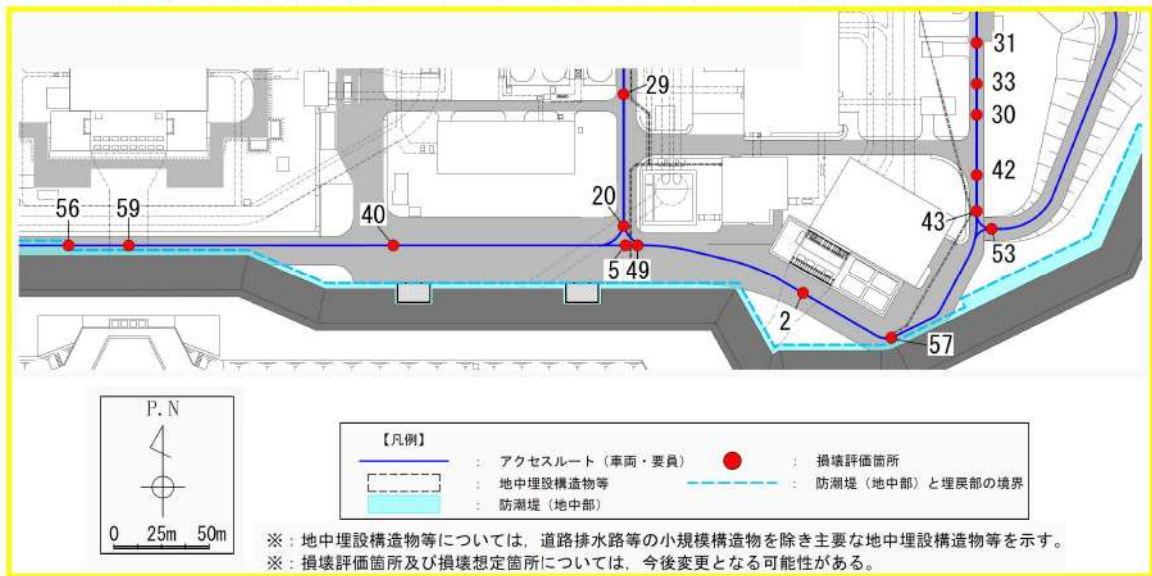 31
33
29
30
42
43
20
53
56
59
40
5
49
2
57
P.N
0 25m 50m
【凡例】
: アクセスルート（車両・要員）
: 損壊評価箇所
: 地中埋設構造物等
: 防潮堤（地中部）と埋戻部の境界
: 防潮堤（地中部）
※：地中埋設構造物等については，道路排水路等の小規模構造物を除き主要な地中埋設構造物等を示す。
※：損壊評価箇所及び損壊想定箇所については，今後変更となる可能性がある。